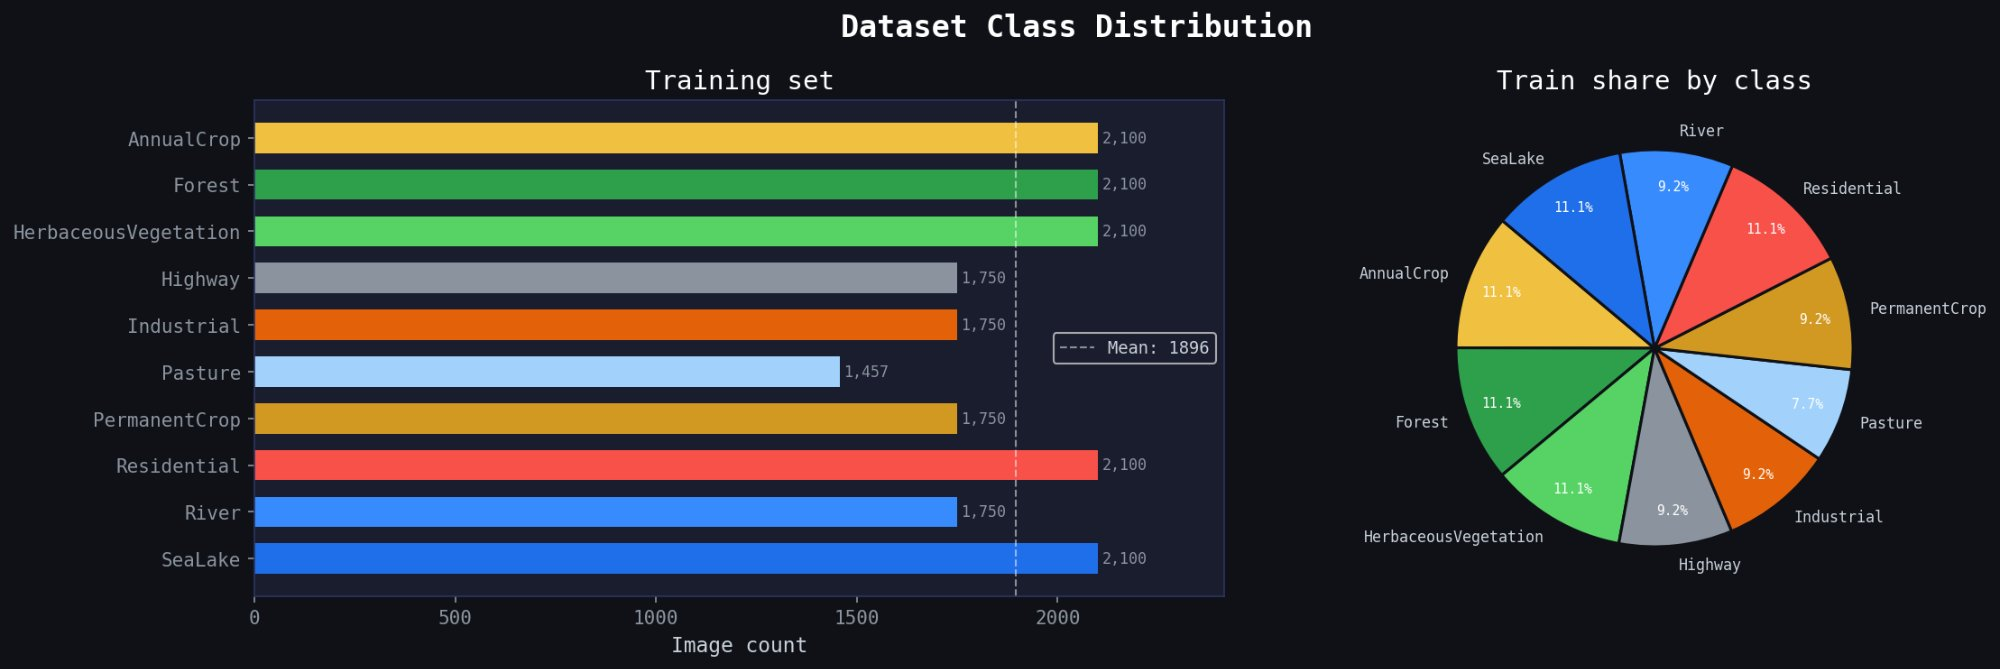 Dataset Class Distribution
Training set
AnnualCrop
2,100
Forest
2,100
HerbaceousVegetation
2,100
Highway
1,750
Industrial
1,750
Pasture
1,457
PermanentCrop
1,750
Residential
2,100
River
1,750
SeaLake
2,100
Mean: 1896
0
500
1000
1500
2000
Image count
Train share by class
River
9.2%
SeaLake
11.1%
Residential
11.1%
AnnualCrop
11.1%
PermanentCrop
9.2%
Forest
11.1%
Pasture
7.7%
HerbaceousVegetation
11.1%
Industrial
9.2%
Highway
9.2%